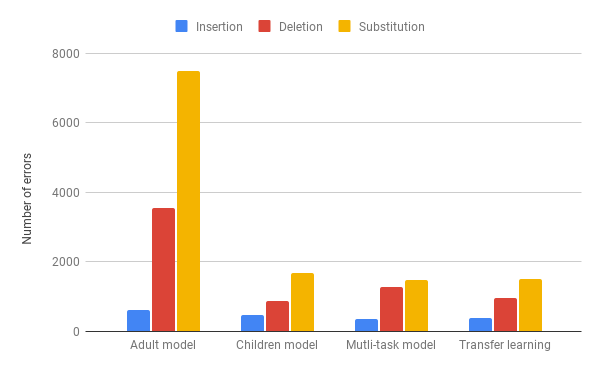 Insertion Deletion Substitution
8000
6000
4000
2000
0
Number of errors
Adult model Children model Mutli-task model Transfer learning